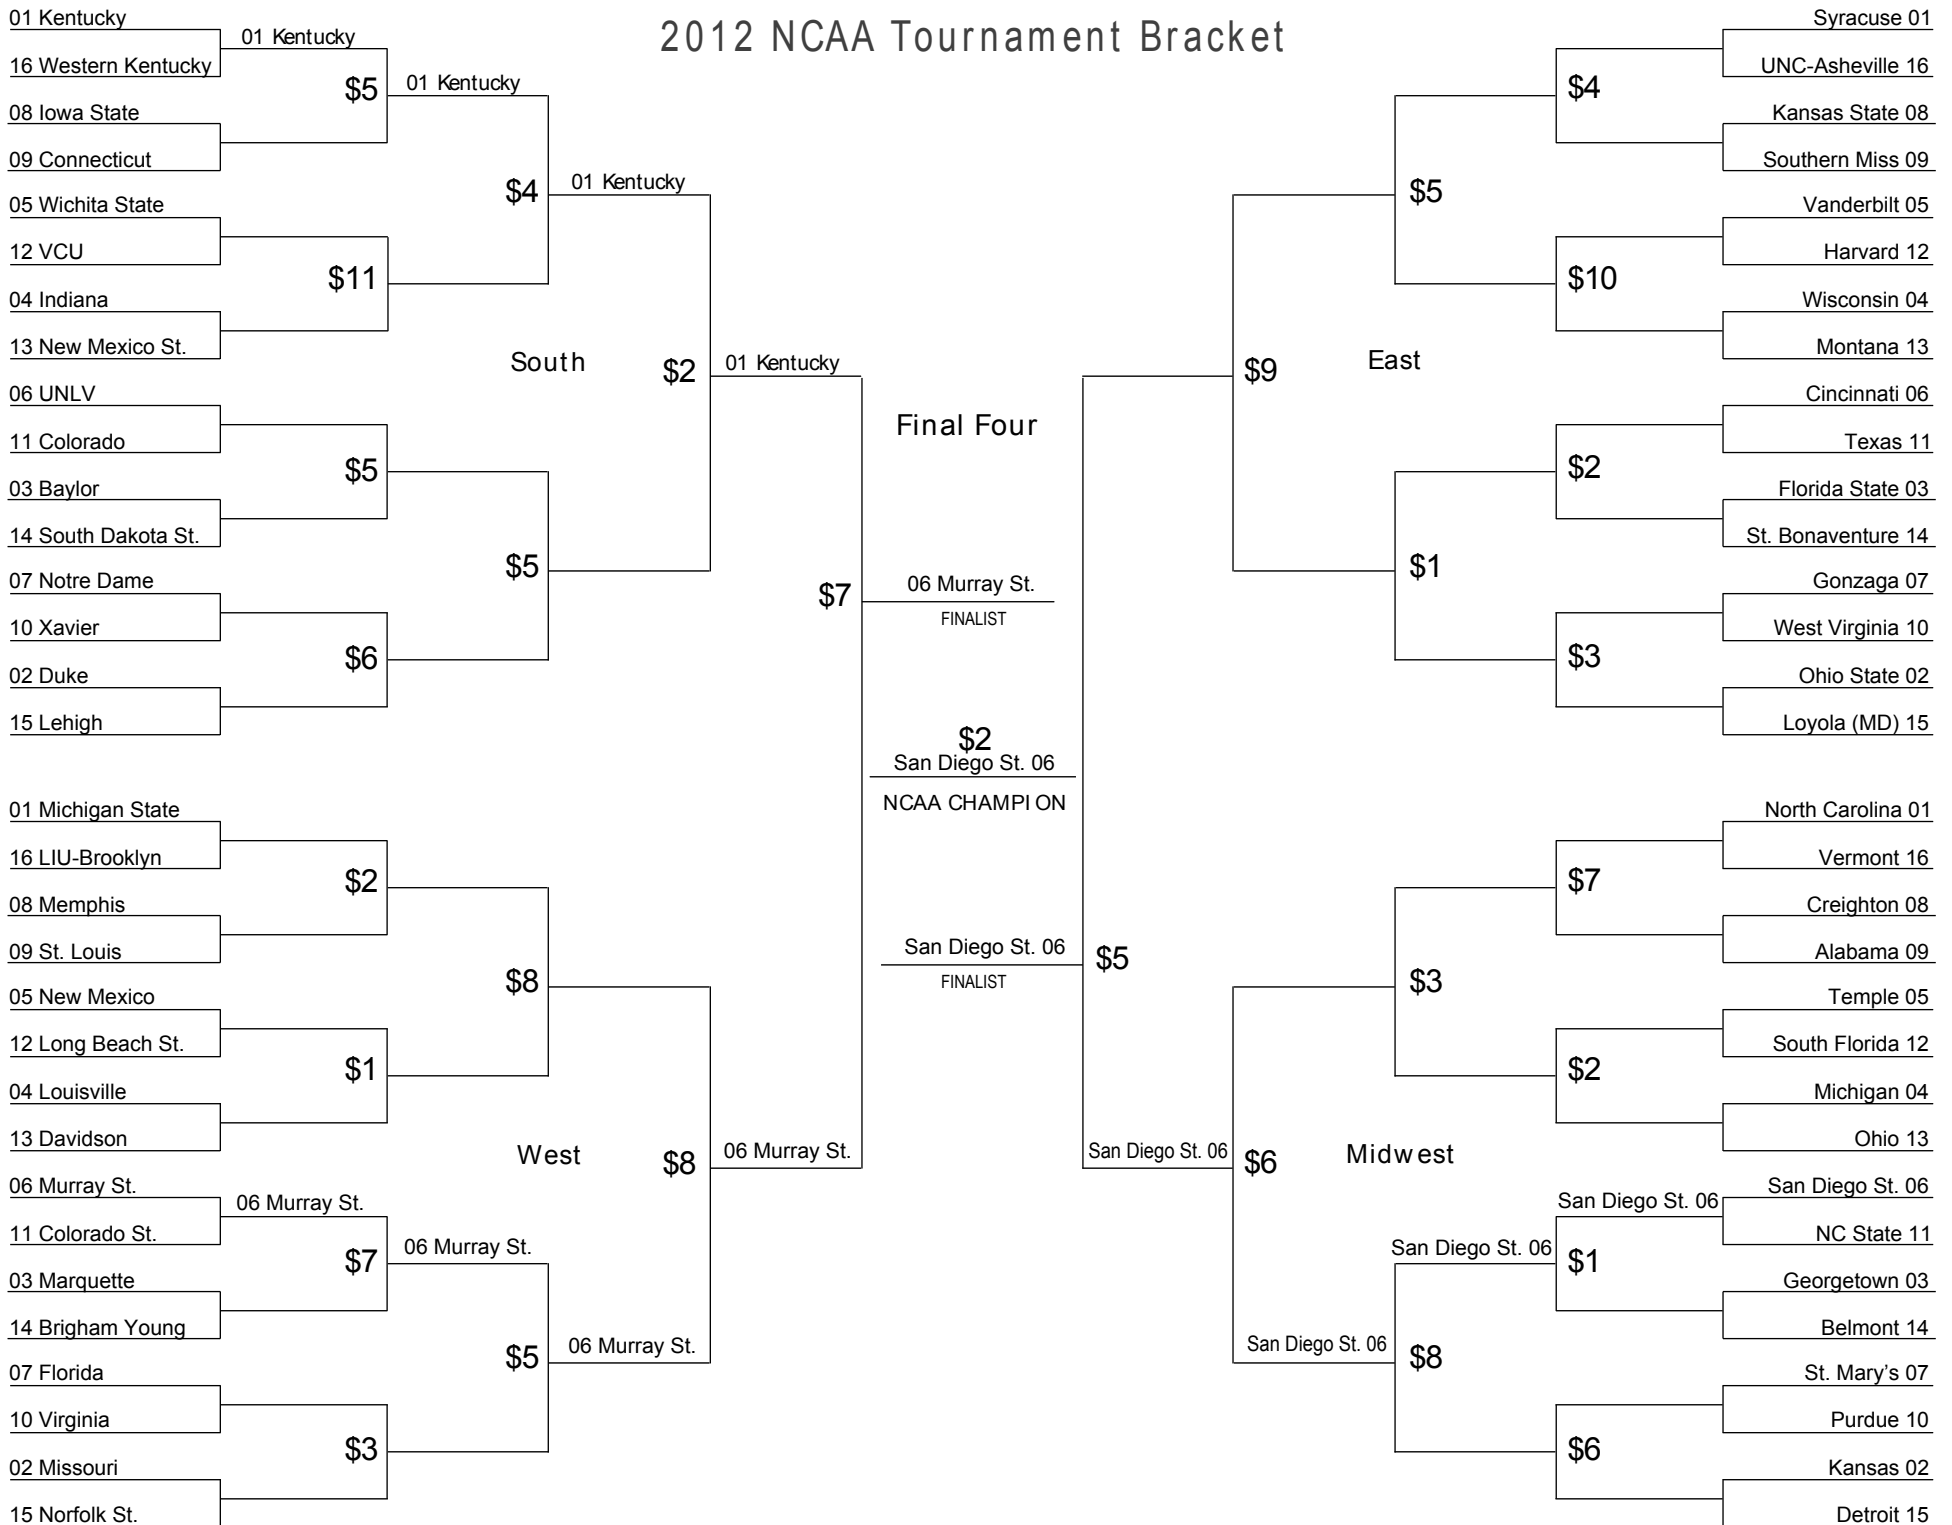 2012 NCAA Tournament Bracket
01 Kentucky
16 Western Kentucky
08 Iowa State
09 Connecticut
05 Wichita State
12 VCU
04 Indiana
13 New Mexico St.
06 UNLV
11 Colorado
03 Baylor
14 South Dakota St.
07 Notre Dame
10 Xavier
02 Duke
15 Lehigh
01 Kentucky
$5
$11
$5
$6
01 Kentucky
$4
$5
01 Kentucky
South
$2
01 Kentucky
01 Michigan State
16 LIU-Brooklyn
08 Memphis
09 St. Louis
05 New Mexico
12 Long Beach St.
04 Louisville
13 Davidson
06 Murray St.
11 Colorado St.
03 Marquette
14 Brigham Young
07 Florida
10 Virginia
02 Missouri
15 Norfolk St.
06 Murray St.
$2
$1
$7
$3
06 Murray St.
$8
$5
06 Murray St.
West
$8
06 Murray St.
Final Four
$7
06 Murray St.
FINALIST
$2
San Diego St. 06
NCAA CHAMPION
San Diego St. 06
FINALIST
$5
Syracuse 01
UNC-Asheville 16
Kansas State 08
Southern Miss 09
Vanderbilt 05
Harvard 12
Wisconsin 04
Montana 13
Cincinnati 06
Texas 11
Florida State 03
St. Bonaventure 14
Gonzaga 07
West Virginia 10
Ohio State 02
Loyola (MD) 15
$4
$10
$2
$3
$5
$1
East
$9
North Carolina 01
Vermont 16
Creighton 08
Alabama 09
Temple 05
South Florida 12
Michigan 04
Ohio 13
San Diego St. 06
NC State 11
Georgetown 03
Belmont 14
St. Mary’s 07
Purdue 10
Kansas 02
Detroit 15
San Diego St. 06
$7
$2
$1
$6
San Diego St. 06
$3
$8
San Diego St. 06
Midwest
$6
San Diego St. 06